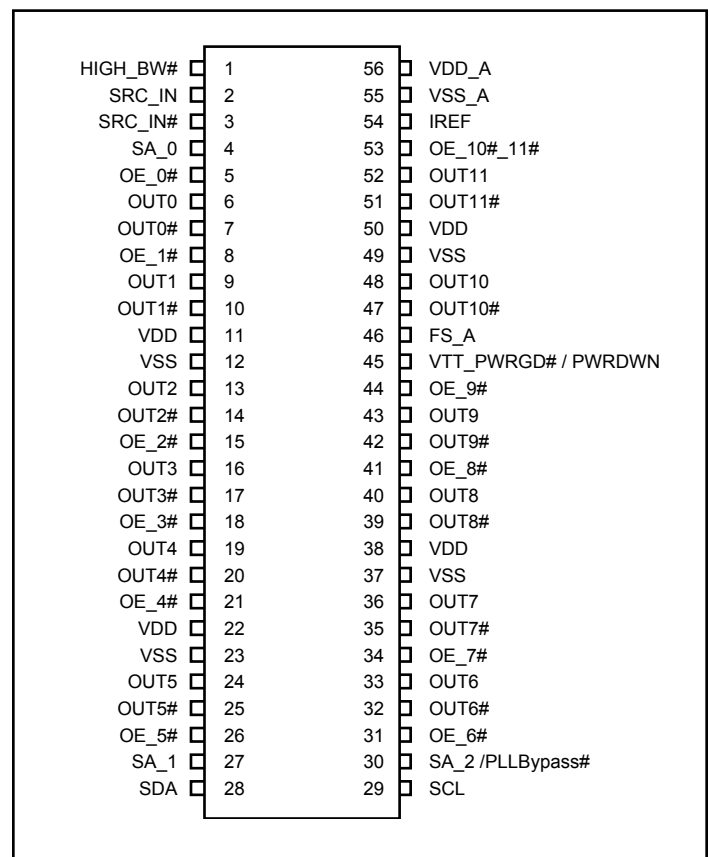 HIGH_BW# 1 56 VDD_A
SRC_IN 2 55 VSS_A
SRC_IN# 3 54 IREF
SA_0 4 53 OE_10#_11#
OE_0# 5 52 OUT11
OUT0 6 51 OUT11#
OUT0# 7 50 VDD
OE_1# 8 49 VSS
OUT1 9 48 OUT10
OUT1# 10 47 OUT10#
VDD 11 46 FS_A
VSS 12 45 VTT_PWRGD# / PWRDWN
OUT2 13 44 OE_9#
OUT2# 14 43 OUT9
OE_2# 15 42 OUT9#
OUT3 16 41 OE_8#
OUT3# 17 40 OUT8
OE_3# 18 39 OUT8#
OUT4 19 38 VDD
OUT4# 20 37 VSS
OE_4# 21 36 OUT7
VDD 22 35 OUT7#
VSS 23 34 OE_7#
OUT5 24 33 OUT6
OUT5# 25 32 OUT6#
OE_5# 26 31 OE_6#
SA_1 27 30 SA_2 /PLLBypass#
SDA 28 29 SCL